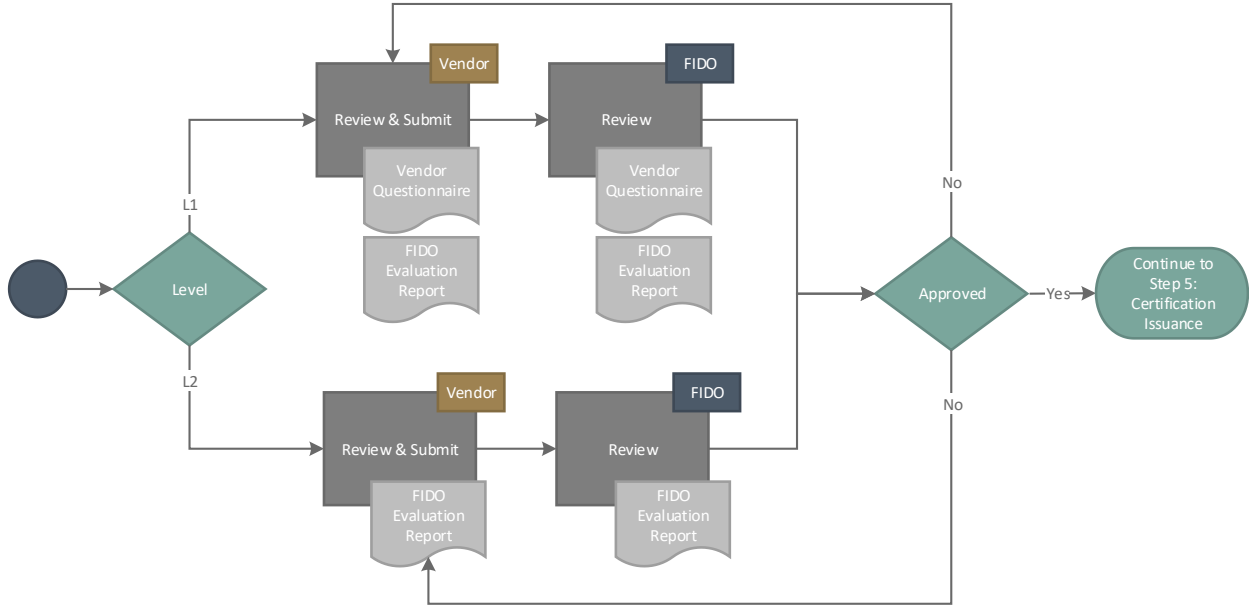 No
Vendor
FIDO
Review & Submit
Review
Vendor
Questionnaire
Vendor
Questionnaire
L1
FIDO
Evaluation
Report
FIDO
Evaluation
Report
Level
Approved
Yes
Continue to
Step 5:
Certification
Issuance
L2
Vendor
FIDO
No
Review & Submit
Review
FIDO
Evaluation
Report
FIDO
Evaluation
Report